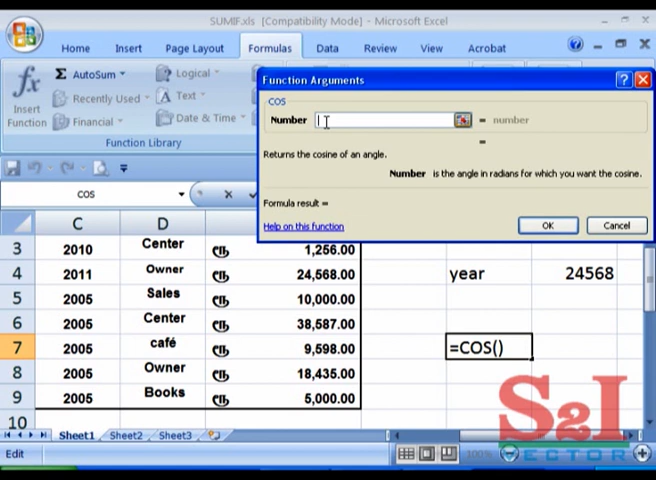 SUMIF.xls [Compatibility Mode] - Microsoft Excel
Home Insert Page Layout Formulas Data Review View Acrobat
fx
Insert Function
Σ AutoSum
Recently Used
Financial
Logical
Text
Date & Time
Function Library
COS
Function Arguments
COS
Number = number
=
Returns the cosine of an angle.
Number is the angle in radians for which you want the cosine.
Formula result =
Help on this function
OK Cancel
C D
3 2010 Center 1,256.00
4 2011 Owner 24,568.00 year 24568
5 2005 Sales 10,000.00
6 2005 Center 38,587.00
7 2005 café 9,598.00 =COS()
8 2005 Owner 18,435.00
9 2005 Books 5,000.00
10
Sheet1 Sheet2 Sheet3
Edit 100%
S2I
ECTOR